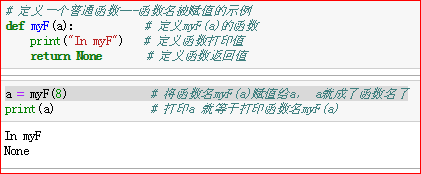 # 定义一个普通函数---函数名被赋值的示例
def myF(a): # 定义myF(a)的函数
print("In myF") # 定义函数打印值
return None # 定义函数返回值
a = myF(8) # 将函数名myF(a)赋值给a， a就成了函数名了
print(a) # 打印a 就等于打印函数名myF(a)
In myF
None